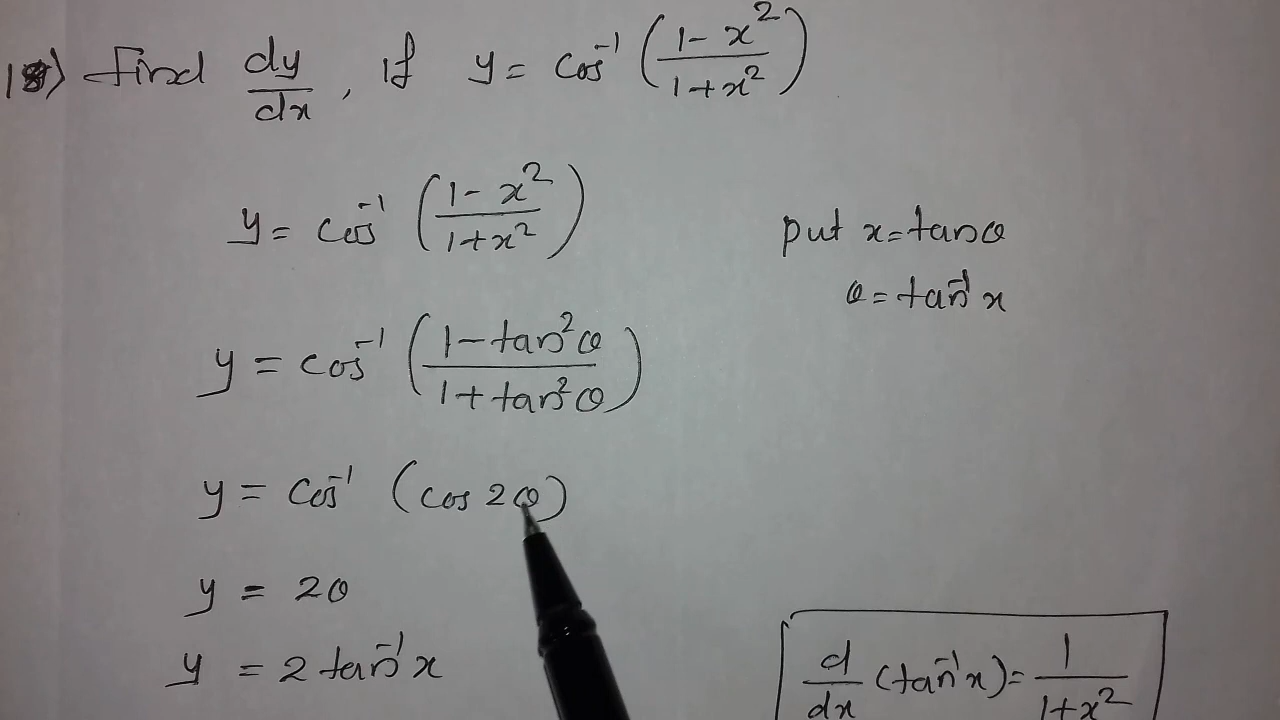 18) Find dy/dx, if y = cos⁻¹ (1 - x²/1 + x²)
y = cos⁻¹ (1 - x²/1 + x²)
put x = tanθ
θ = tan⁻¹ x
y = cos⁻¹ (1 - tan²θ/1 + tan²θ)
y = cos⁻¹ (cos 2θ)
y = 2θ
y = 2 tan⁻¹ x
d/dx (tan⁻¹ x) = 1/1 + x²